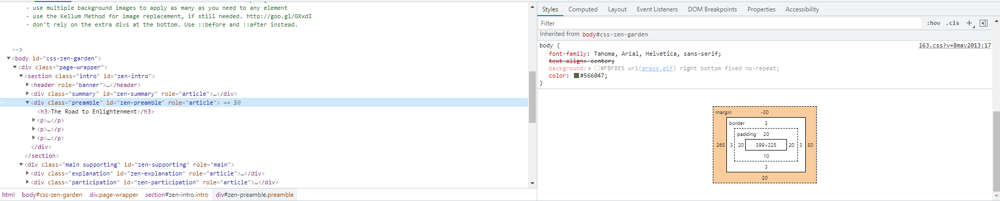 - use multiple background images to apply as many as you need to any element
- use the Kellum Method for image replacement, if still needed. http://goo.gl/GXxdI
- don't rely on the extra divs at the bottom. Use ::before and ::after instead.
-->
<body id="css-zen-garden">
<div class="page-wrapper">
<section class="intro" id="zen-intro">
<header role="banner">…</header>
<div class="summary" id="zen-summary" role="article">…</div>
<div class="preamble" id="zen-preamble" role="article"> == $0
<h3>The Road to Enlightenment</h3>
<p>…</p>
<p>…</p>
<p>…</p>
</div>
</section>
<div class="main supporting" id="zen-supporting" role="main">
<div class="explanation" id="zen-explanation" role="article">…</div>
<div class="participation" id="zen-participation" role="article">…</div>
html body#css-zen-garden div.page-wrapper section#zen-intro.intro div#zen-preamble.preamble
Styles Computed Layout Event Listeners DOM Breakpoints Properties Accessibility
Filter :hov .cls +
Inherited from body#css-zen-garden
body { 163.css?v=8may2013:17
font-family: Tahoma, Arial, Helvetica, sans-serif;
text-align: center;
background: #FBFBE5 url(grass.gif) right bottom fixed no-repeat;
color: #566047;
}
margin -30
border 3
padding 20
265 3 20 399×225 20 3 50
10
3
20